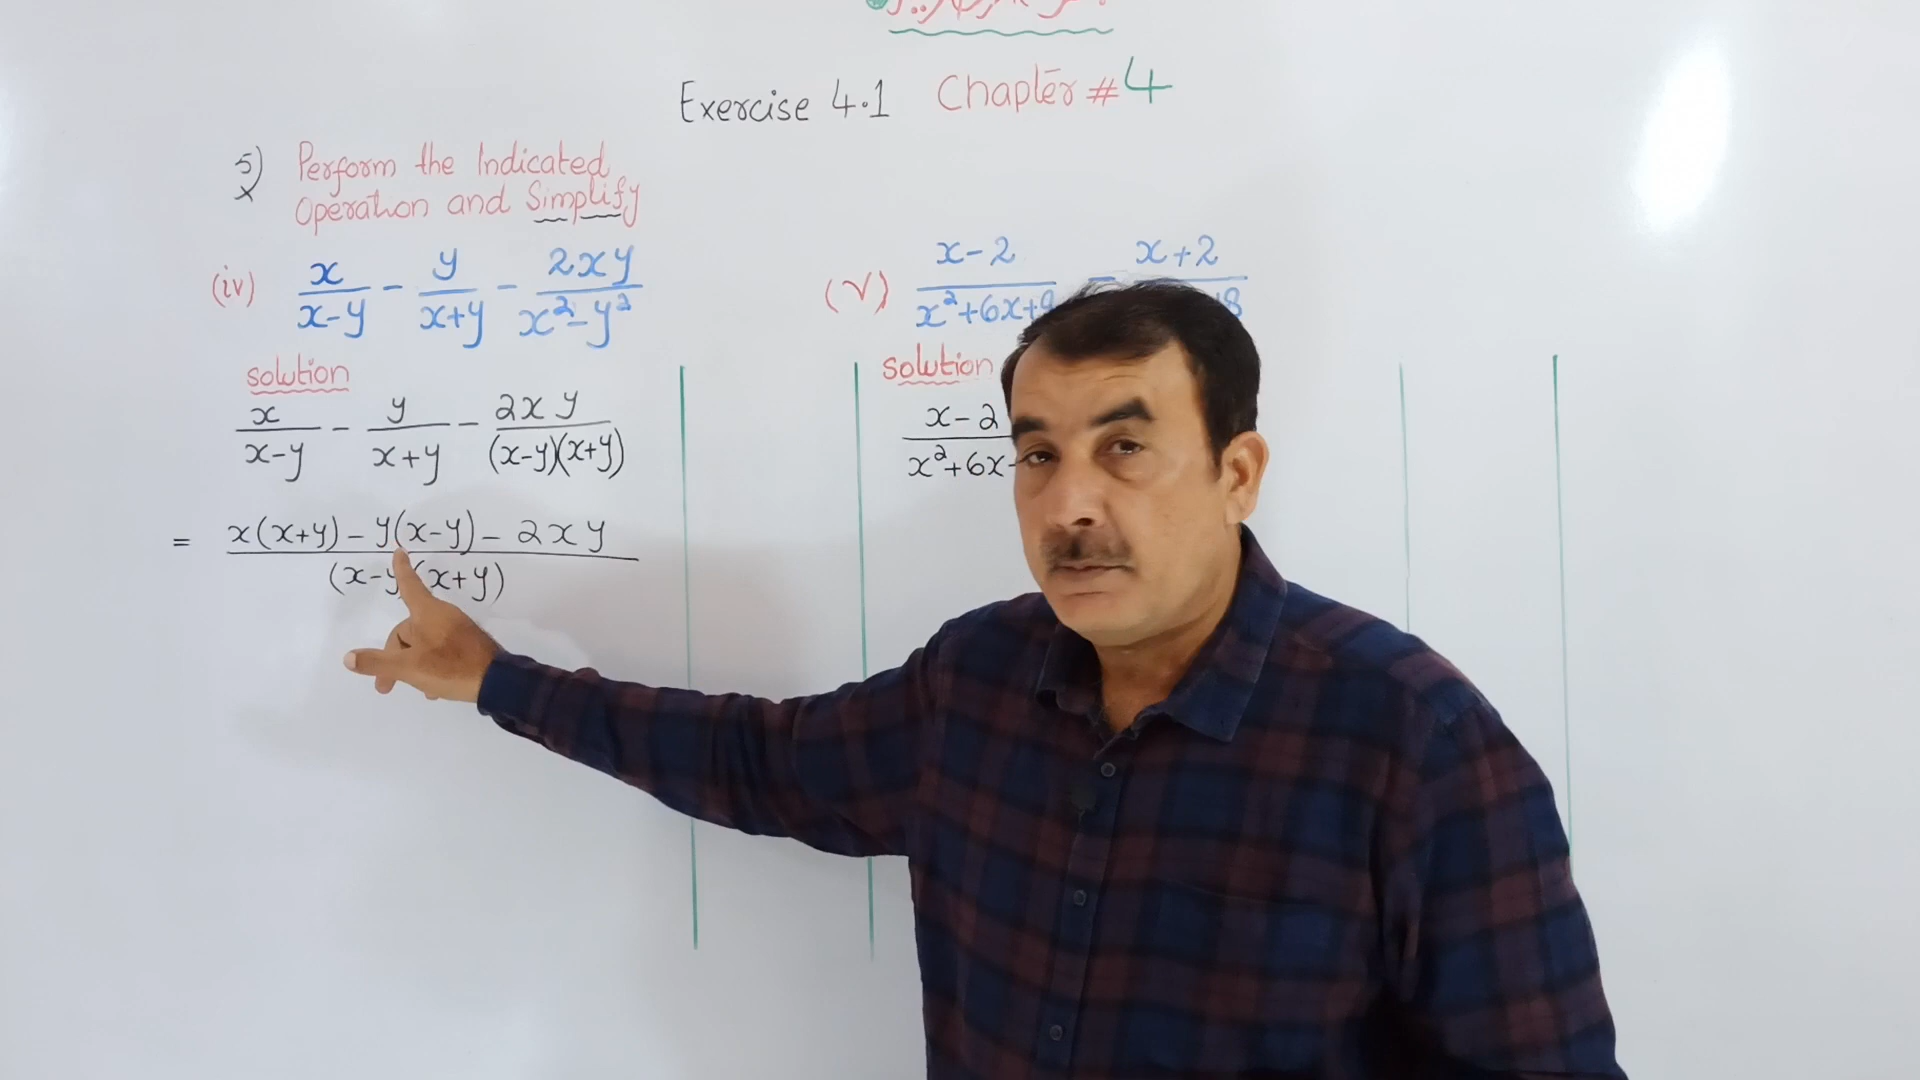 Exercise 4.1 Chapter # 4
5) Perform the Indicated
Operation and Simplify
(iv) x/(x-y) - y/(x+y) - 2xy/(x²-y²)
solution
x/(x-y) - y/(x+y) - 2xy/((x-y)(x+y))
= (x(x+y) - y(x-y) - 2xy)/((x-y)(x+y))
(V) x-2 - x+2
x²+6x+9
solution
x-2
x²+6x